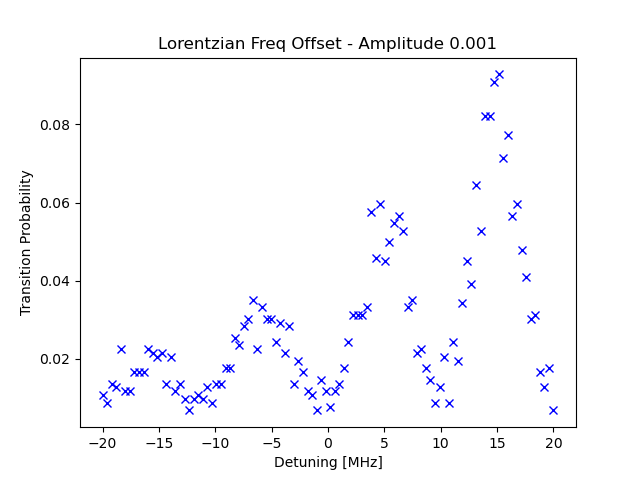 Lorentzian Freq Offset - Amplitude 0.001
Transition Probability
0.08
0.06
0.04
0.02
−20 −15 −10 −5 0 5 10 15 20
Detuning [MHz]